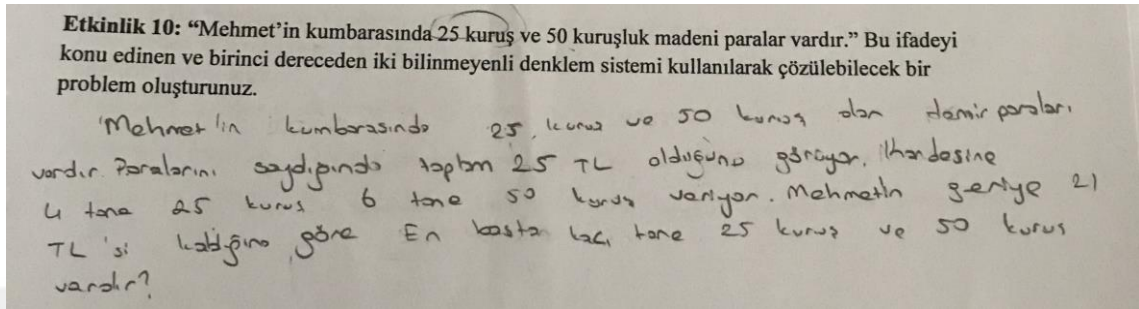 Etkinlik 10: “Mehmet’in kumbarasında 25 kuruş ve 50 kuruşluk madeni paralar vardır.” Bu ifadeyi
konu edinen ve birinci dereceden iki bilinmeyenli denklem sistemi kullanılarak çözülebilecek bir
problem oluşturunuz.
'Mehmet'in kumbarasında 25 kuruş ve 50 kuruş olan demir paraları
vardır. Paralarını saydığında toplam 25 TL olduğunu görüyor.
4 tane 25 kuruş 6 tane 50 kuruş veriyor. Mehmetin geriye 21
TL'si kaldığına göre En başta kaç tane 25 kuruş ve 50 kuruş
vardır?